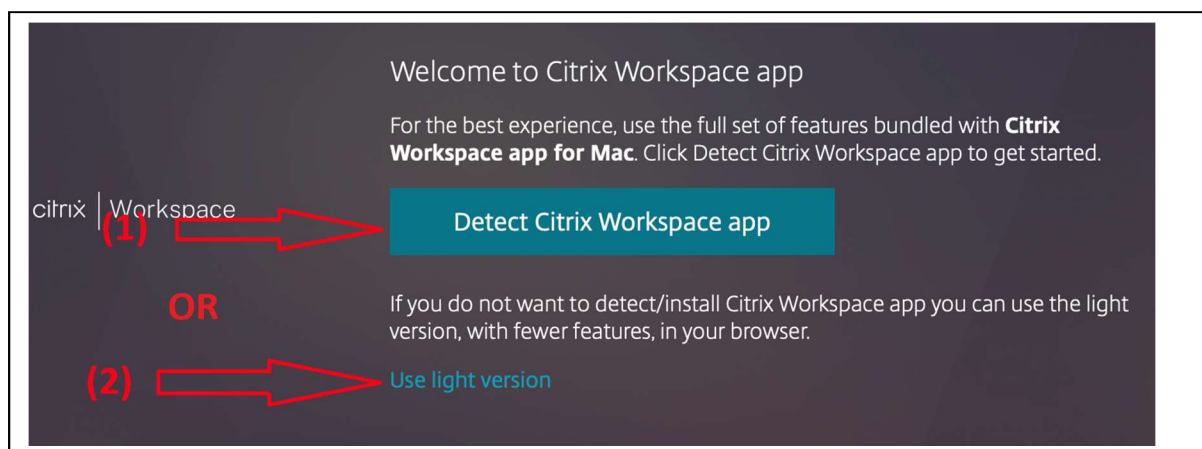 Welcome to Citrix Workspace app
For the best experience, use the full set of features bundled with Citrix
Workspace app for Mac. Click Detect Citrix Workspace app to get started.
citrix | Workspace
(1)
Detect Citrix Workspace app
OR
If you do not want to detect/install Citrix Workspace app you can use the light
version, with fewer features, in your browser.
(2)
Use light version